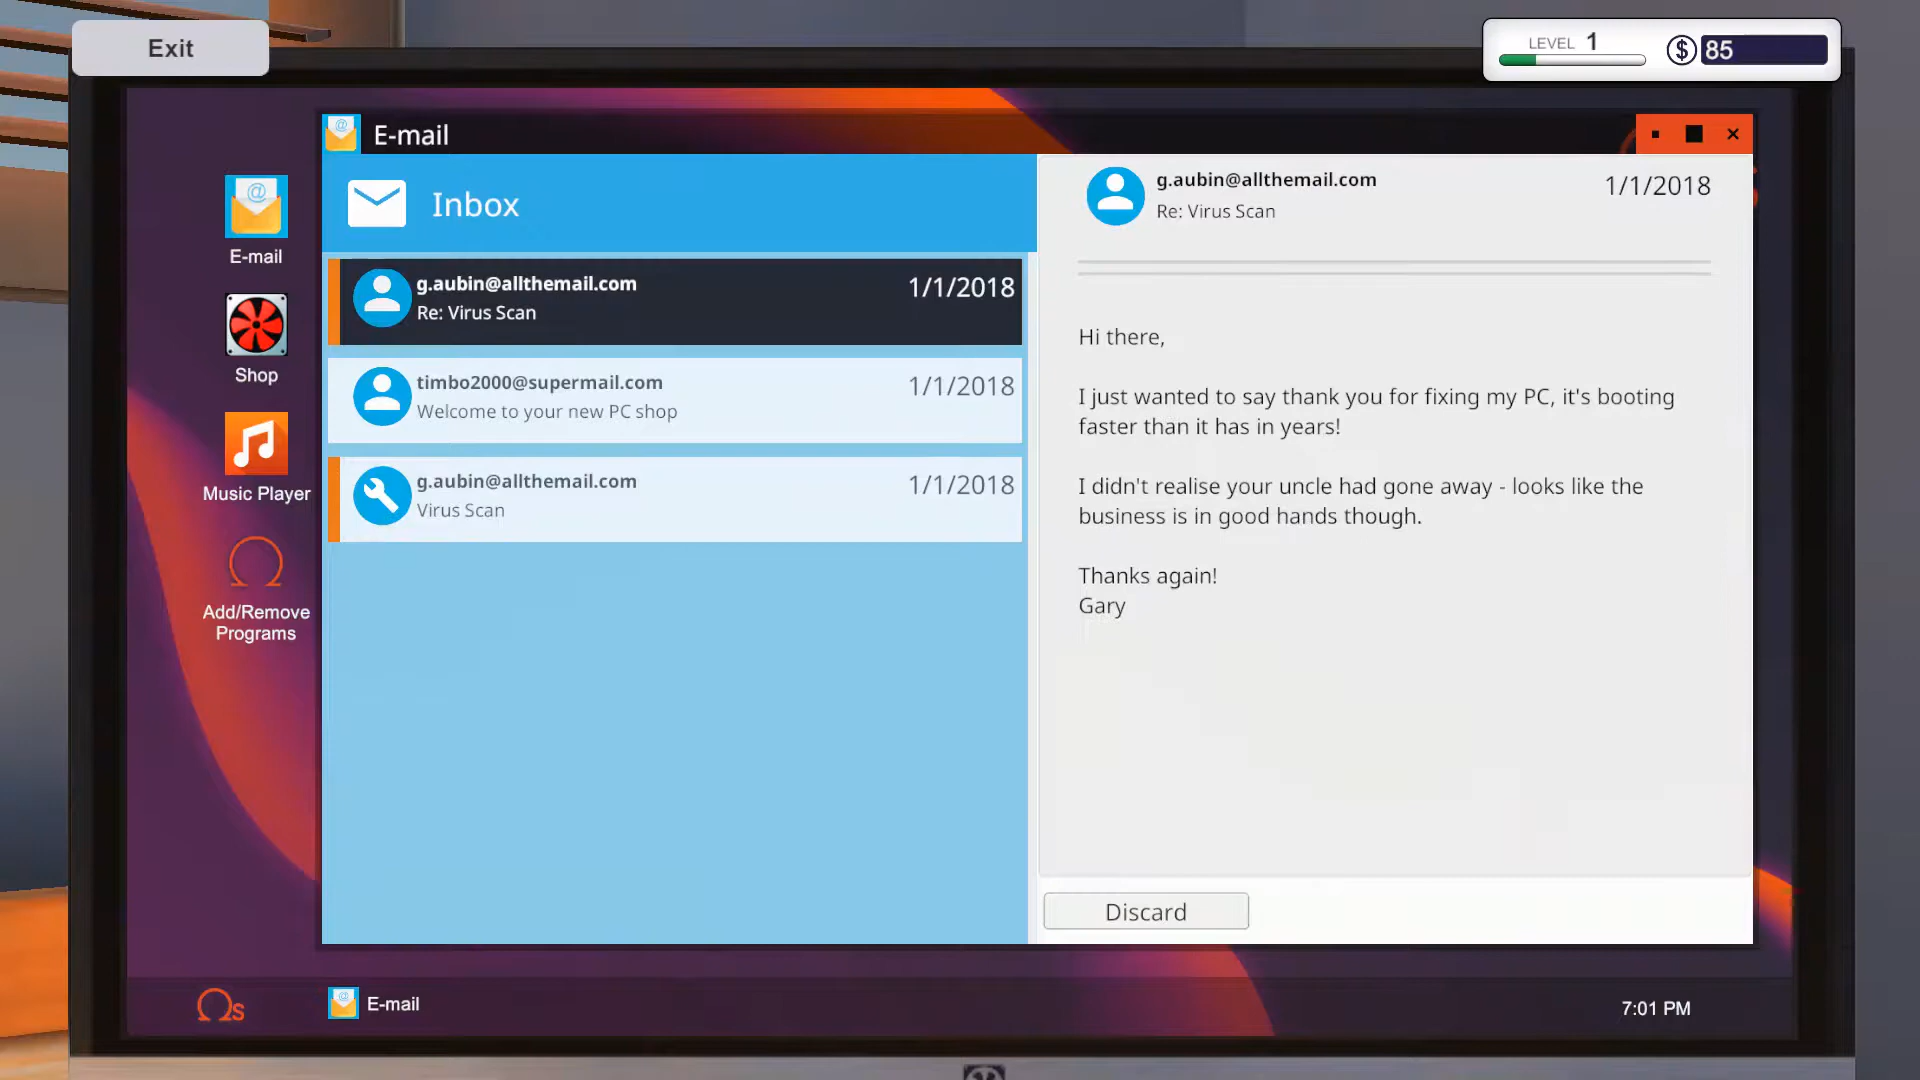 Exit
LEVEL 1
$ 85
E-mail
E-mail
Shop
Music Player
Add/Remove
Programs
Inbox
g.aubin@allthemail.com
1/1/2018
Re: Virus Scan
timbo2000@supermail.com
1/1/2018
Welcome to your new PC shop
g.aubin@allthemail.com
1/1/2018
Virus Scan
g.aubin@allthemail.com
1/1/2018
Re: Virus Scan
Hi there,
I just wanted to say thank you for fixing my PC, it's booting
faster than it has in years!
I didn't realise your uncle had gone away - looks like the
business is in good hands though.
Thanks again!
Gary
Discard
Ωs
E-mail
7:01 PM